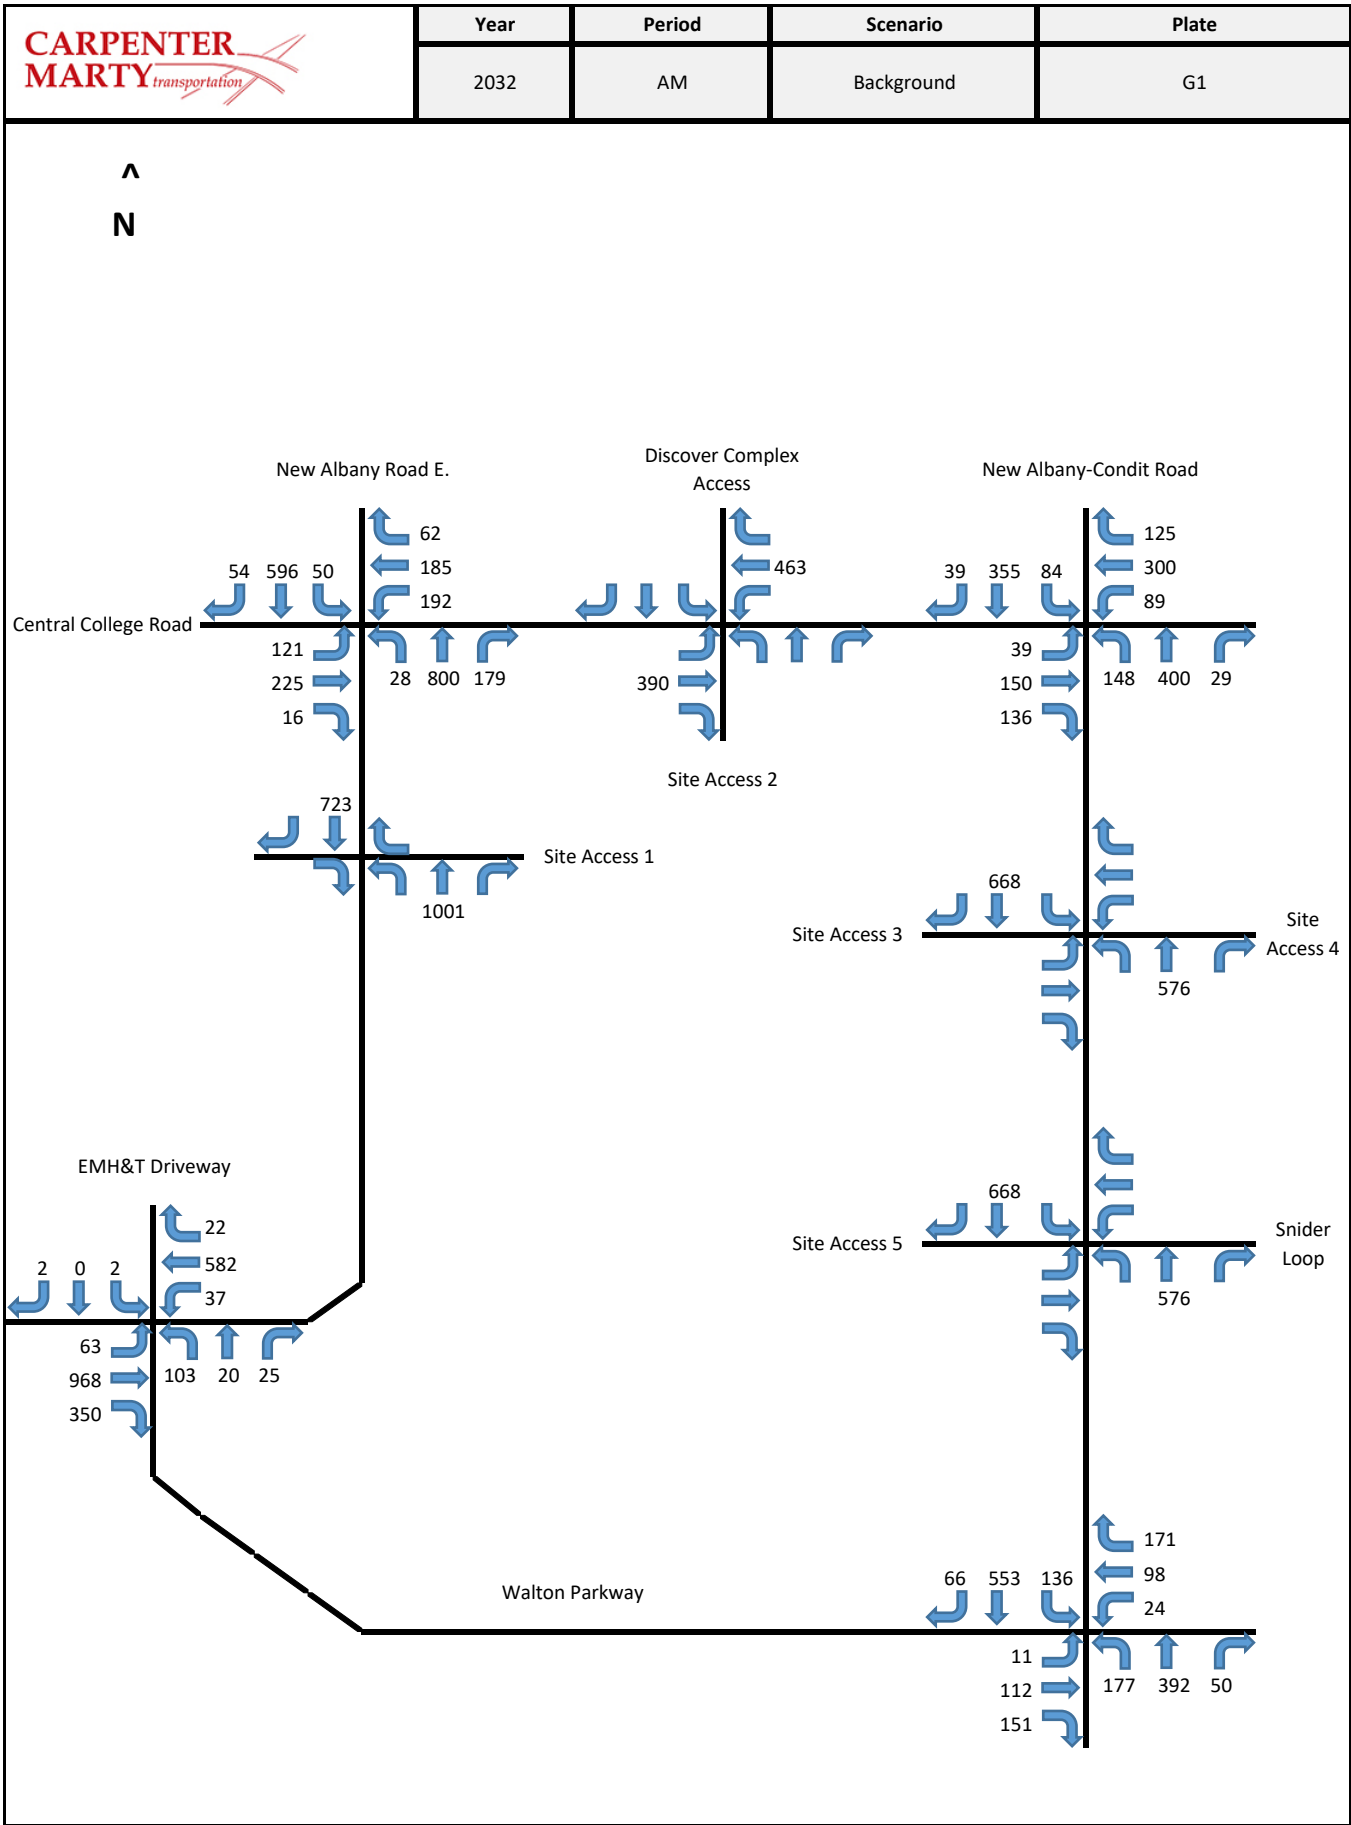 CARPENTER
MARTY transportation
Year Period Scenario Plate
2032 AM Background G1
^
N
New Albany Road E.
Discover Complex
Access
New Albany-Condit Road
62
185
192
54 596 50
Central College Road
121
225
16
28 800 179
463
390
Site Access 2
125
300
89
39 355 84
39
150
136
148 400 29
723
Site Access 1
1001
668
Site Access 3
Site
Access 4
576
668
Site Access 5
Snider
Loop
576
EMH&T Driveway
22
582
37
2 0 2
63
968
350
103 20 25
Walton Parkway
171
98
24
66 553 136
11
112
151
177 392 50